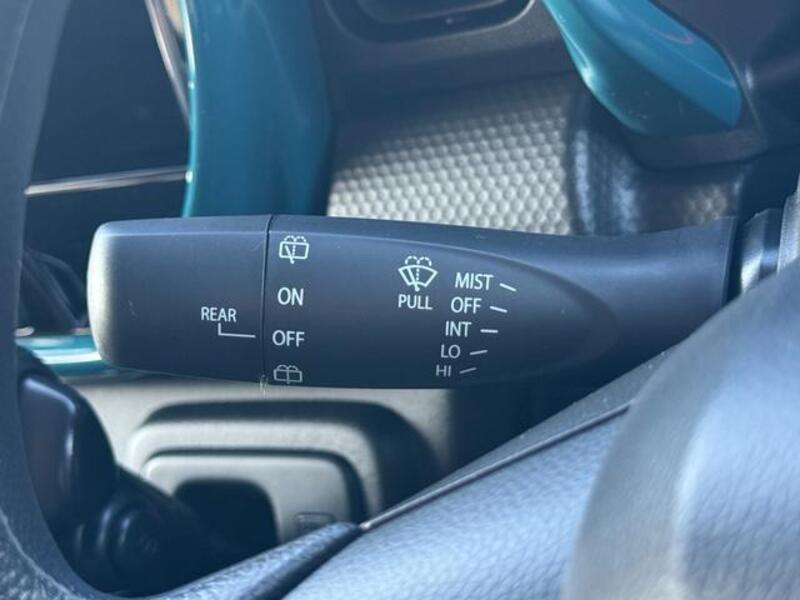 REAR
ON
OFF
PULL
MIST
OFF
INT
LO
HI